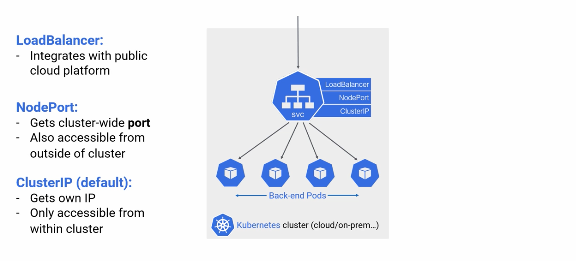 LoadBalancer:
- Integrates with public
cloud platform
NodePort:
- Gets cluster-wide port
- Also accessible from
outside of cluster
ClusterIP (default):
- Gets own IP
- Only accessible from
within cluster
LoadBalancer
NodePort
ClusterIP
svc
Back-end Pods
Kubernetes cluster (cloud/on-prem...)